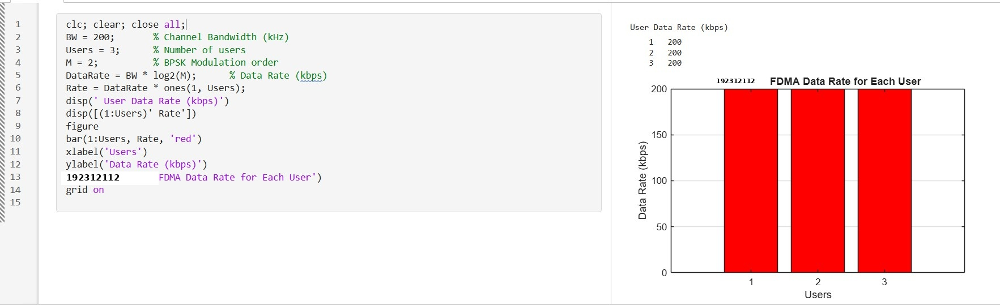 1 clc; clear; close all;
2 BW = 200; % Channel Bandwidth (kHz)
3 Users = 3; % Number of users
4 M = 2; % BPSK Modulation order
5 DataRate = BW * log2(M); % Data Rate (kbps)
6 Rate = DataRate * ones(1, Users);
7 disp(' User Data Rate (kbps)')
8 disp([(1:Users)' Rate'])
9 figure
10 bar(1:Users, Rate, 'red')
11 xlabel('Users')
12 ylabel('Data Rate (kbps)')
13 192312112 FDMA Data Rate for Each User')
14 grid on
15
User Data Rate (kbps)
1 200
2 200
3 200
192312112 FDMA Data Rate for Each User
200
150
100
50
0
Data Rate (kbps)
1 2 3
Users